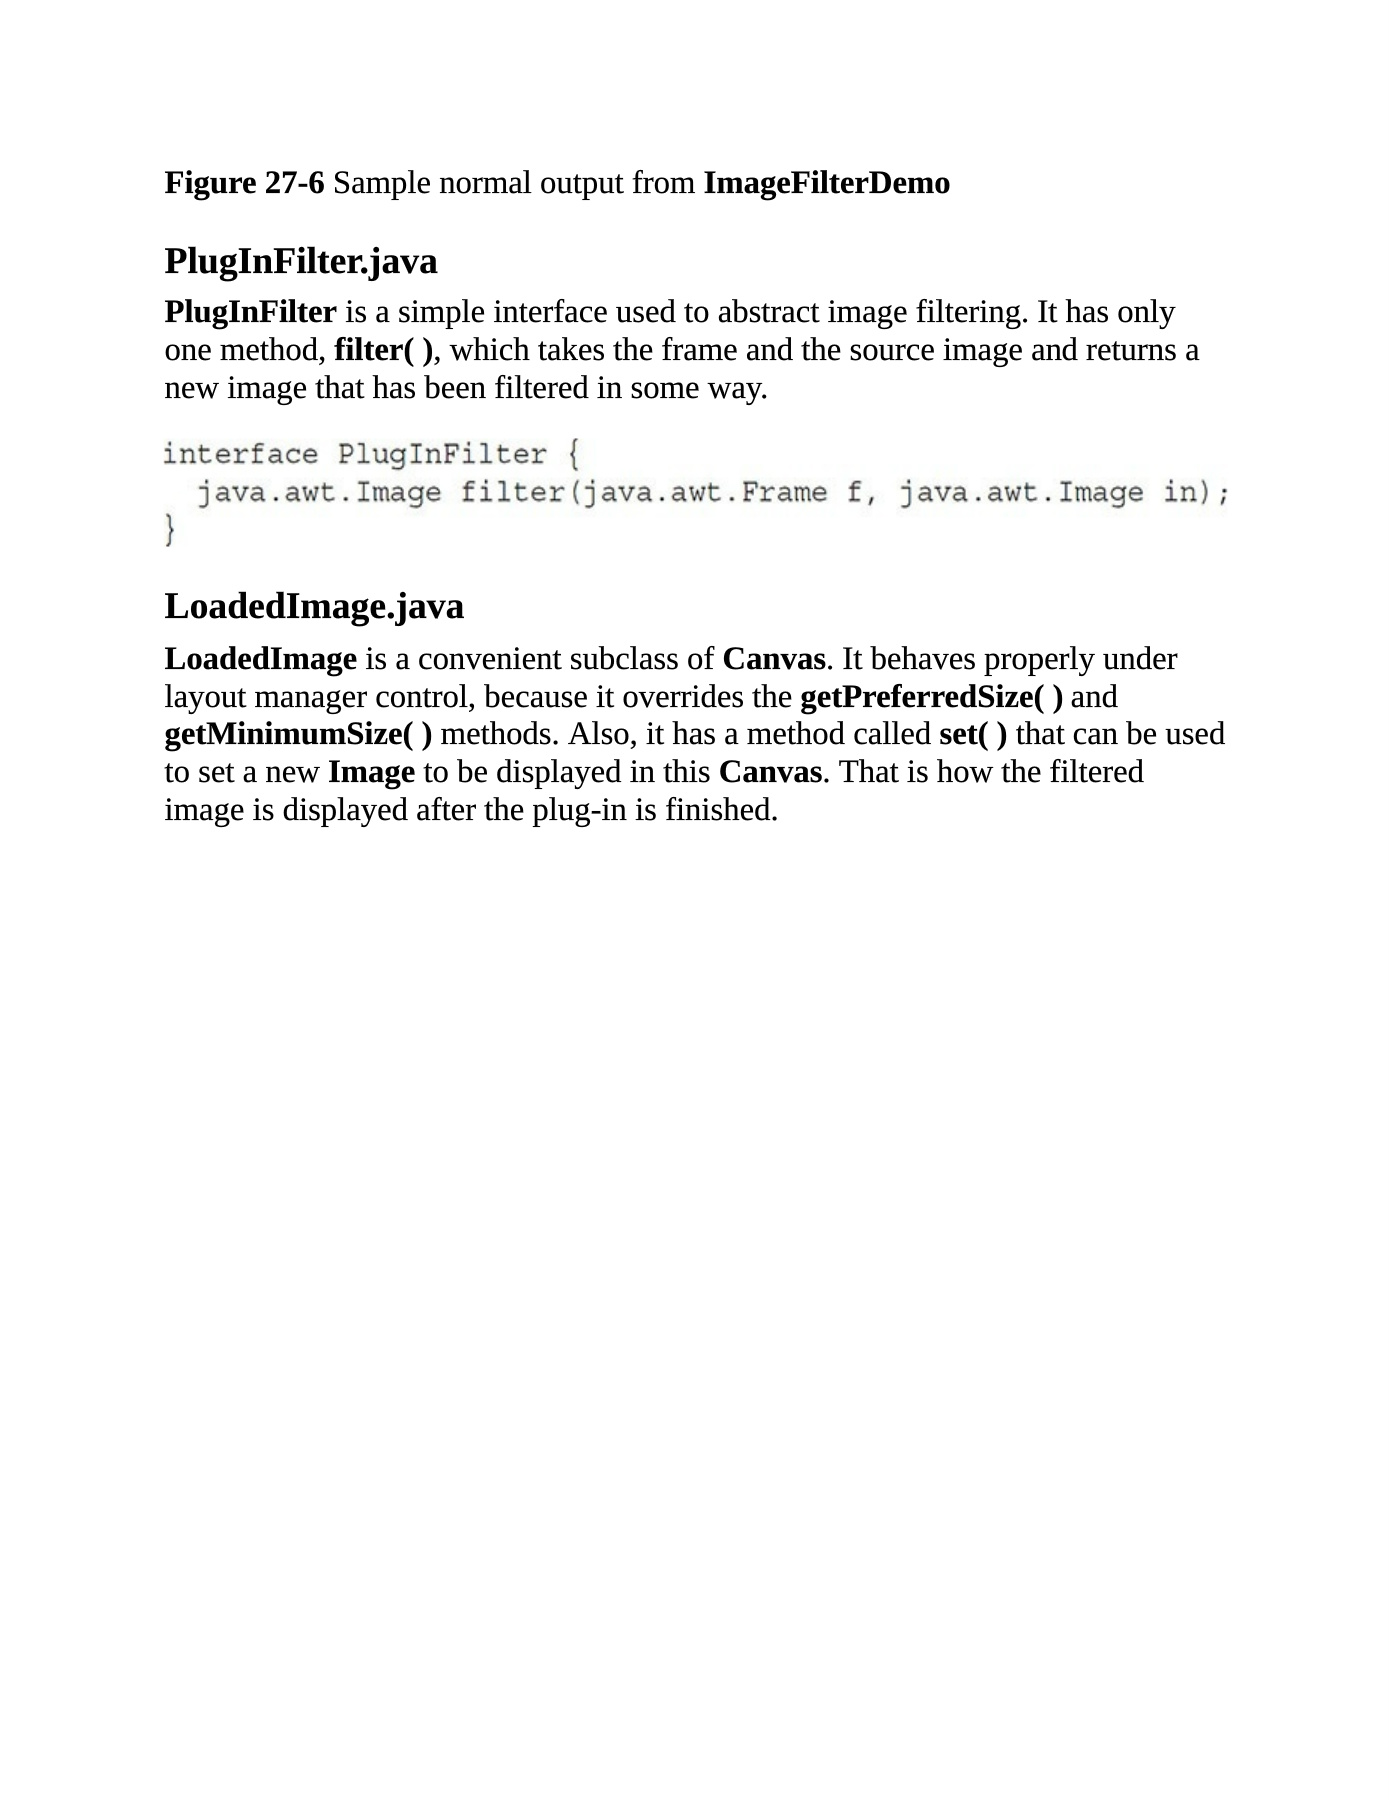 Figure 27-6 Sample normal output from ImageFilterDemo
PlugInFilter.java
PlugInFilter is a simple interface used to abstract image filtering. It has only
one method, filter( ), which takes the frame and the source image and returns a
new image that has been filtered in some way.
interface PlugInFilter {
  java.awt.Image filter(java.awt.Frame f, java.awt.Image in);
}
LoadedImage.java
LoadedImage is a convenient subclass of Canvas. It behaves properly under
layout manager control, because it overrides the getPreferredSize( ) and
getMinimumSize( ) methods. Also, it has a method called set( ) that can be used
to set a new Image to be displayed in this Canvas. That is how the filtered
image is displayed after the plug-in is finished.